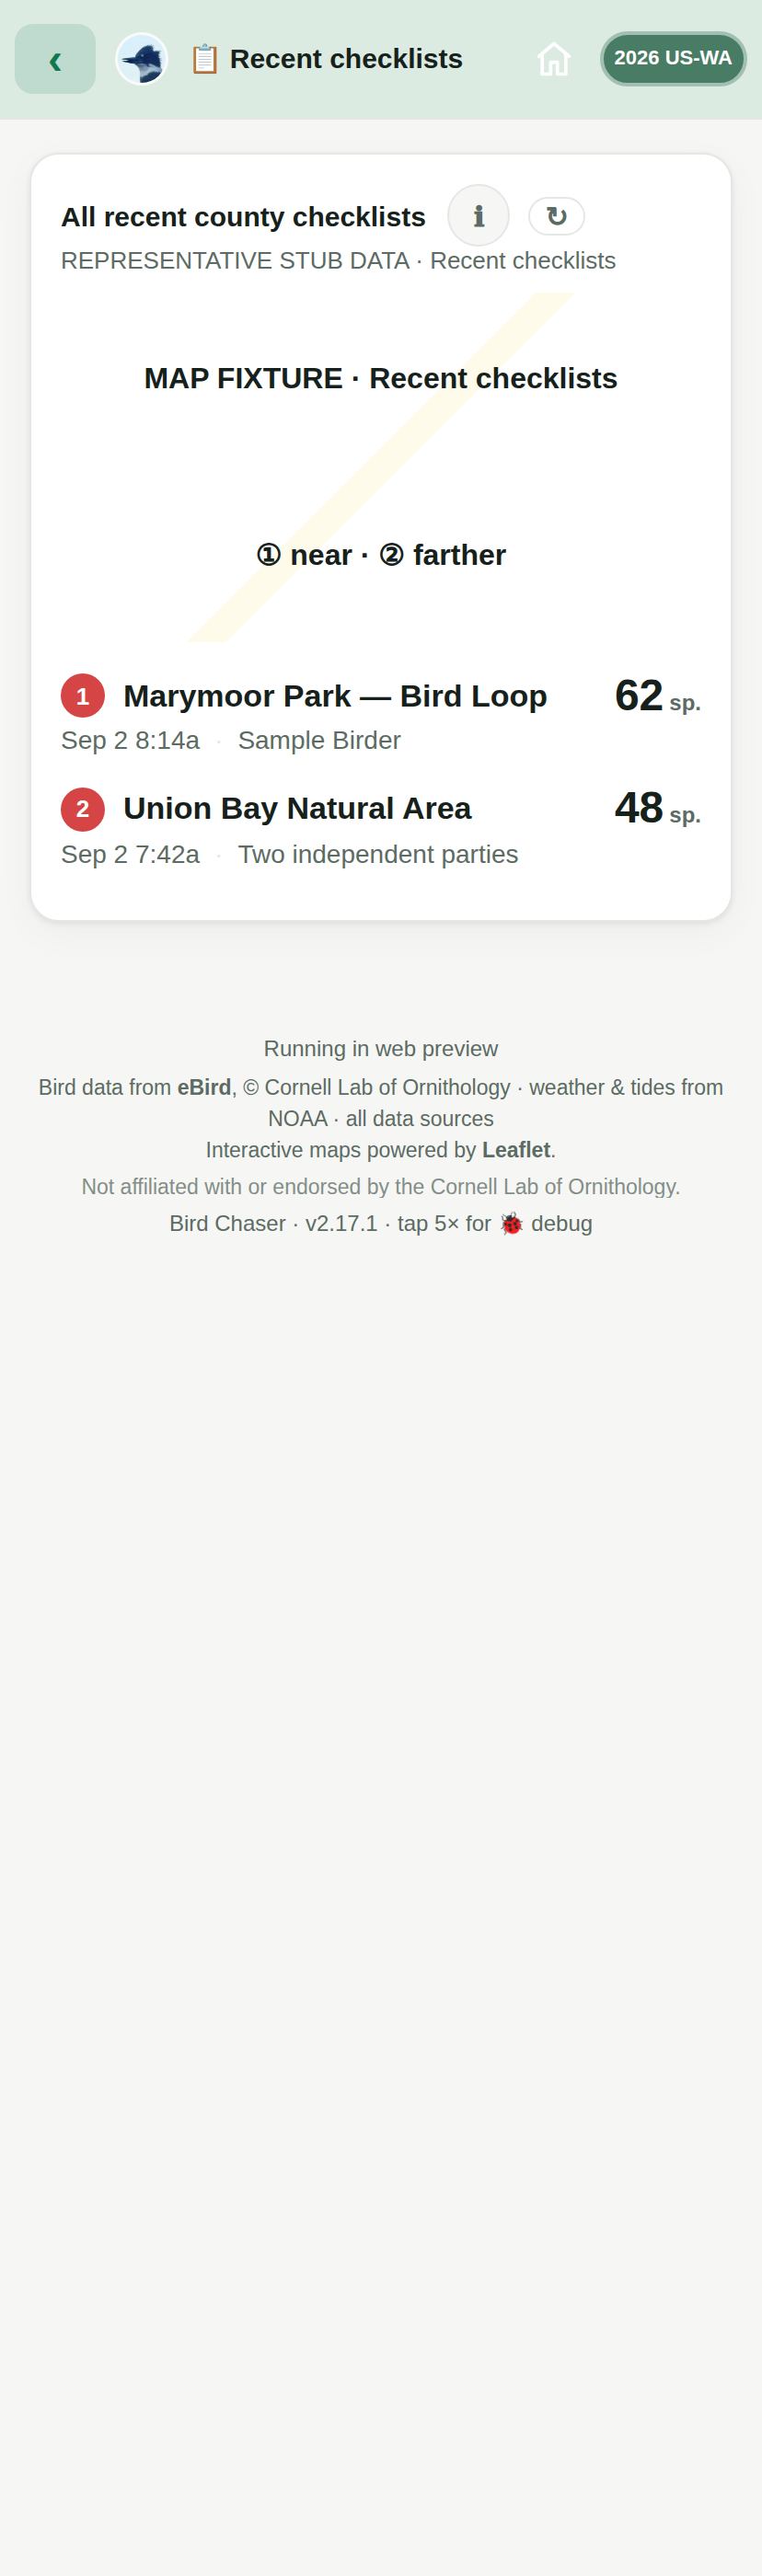 ‹ 📋 Recent checklists 2026 US-WA
All recent county checklists ℹ ↻
REPRESENTATIVE STUB DATA · Recent checklists
MAP FIXTURE · Recent checklists
① near · ② farther
1 Marymoor Park — Bird Loop 62 sp.
Sep 2 8:14a · Sample Birder
2 Union Bay Natural Area 48 sp.
Sep 2 7:42a · Two independent parties
Running in web preview
Bird data from eBird, © Cornell Lab of Ornithology · weather & tides from
NOAA · all data sources
Interactive maps powered by Leaflet.
Not affiliated with or endorsed by the Cornell Lab of Ornithology.
Bird Chaser · v2.17.1 · tap 5× for 🐞 debug